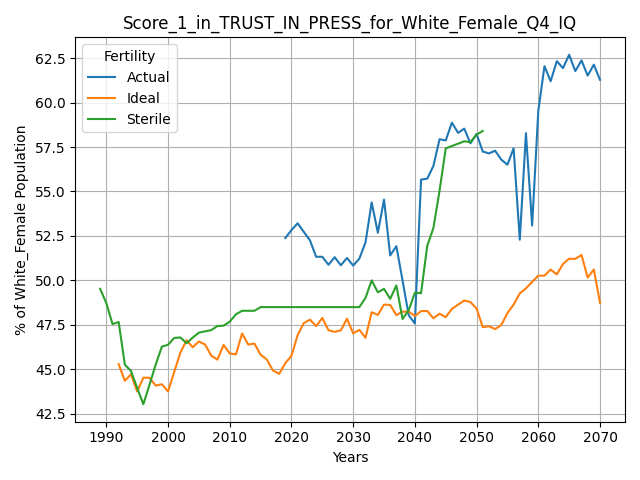 Score_1_in_TRUST_IN_PRESS_for_White_Female_Q4_IQ
Fertility
Actual
Ideal
Sterile
% of White_Female Population
62.5
60.0
57.5
55.0
52.5
50.0
47.5
45.0
42.5
1990 2000 2010 2020 2030 2040 2050 2060 2070
Years